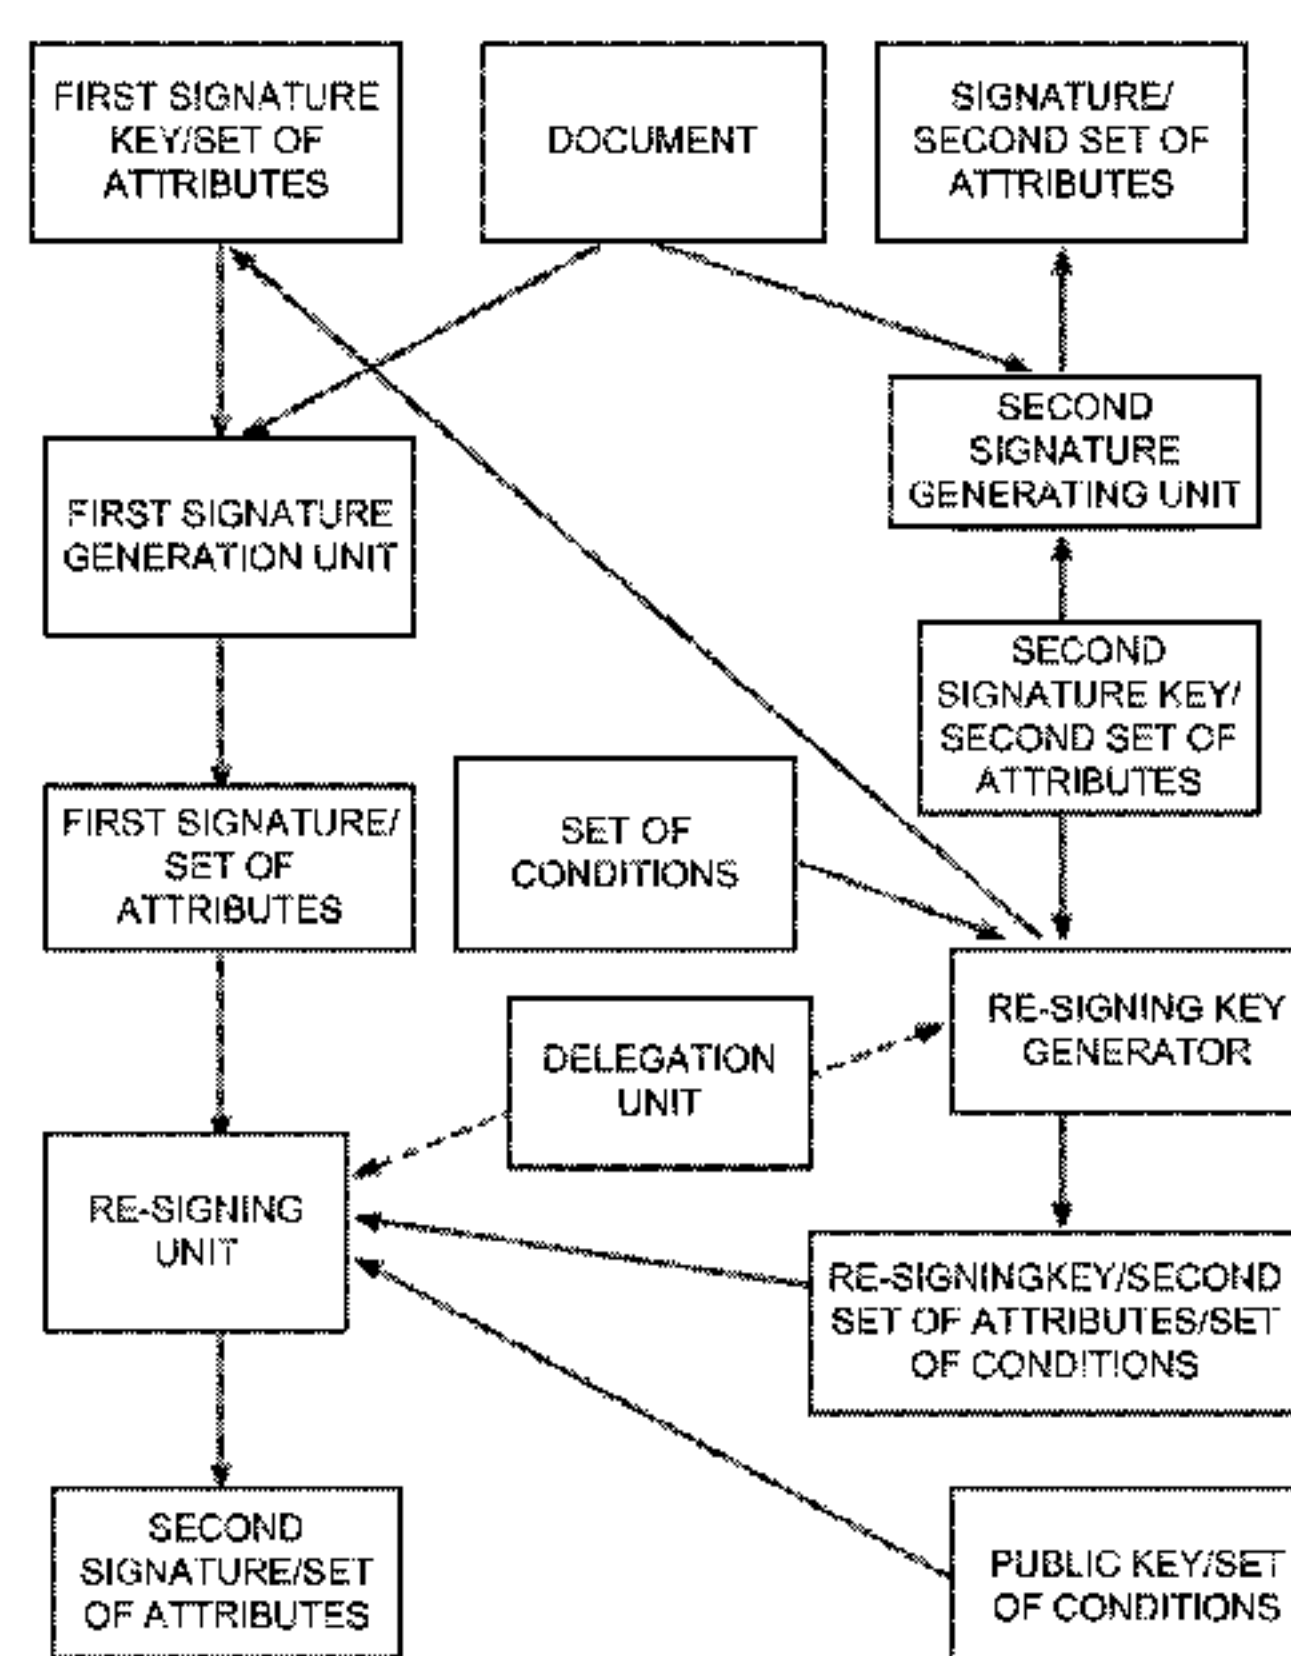 FIRST SIGNATURE
KEY/SET OF
ATTRIBUTES
DOCUMENT
SIGNATURE/
SECOND SET OF
ATTRIBUTES
FIRST SIGNATURE
GENERATION UNIT
SECOND
SIGNATURE
GENERATING UNIT
SECOND
SIGNATURE KEY/
SECOND SET OF
ATTRIBUTES
FIRST SIGNATURE/
SET OF
ATTRIBUTES
SET OF
CONDITIONS
DELEGATION
UNIT
RE-SIGNING KEY
GENERATOR
RE-SIGNING
UNIT
RE-SIGNINGKEY/SECOND
SET OF ATTRIBUTES/SET
OF CONDITIONS
SECOND
SIGNATURE/SET
OF ATTRIBUTES
PUBLIC KEY/SET
OF CONDITIONS